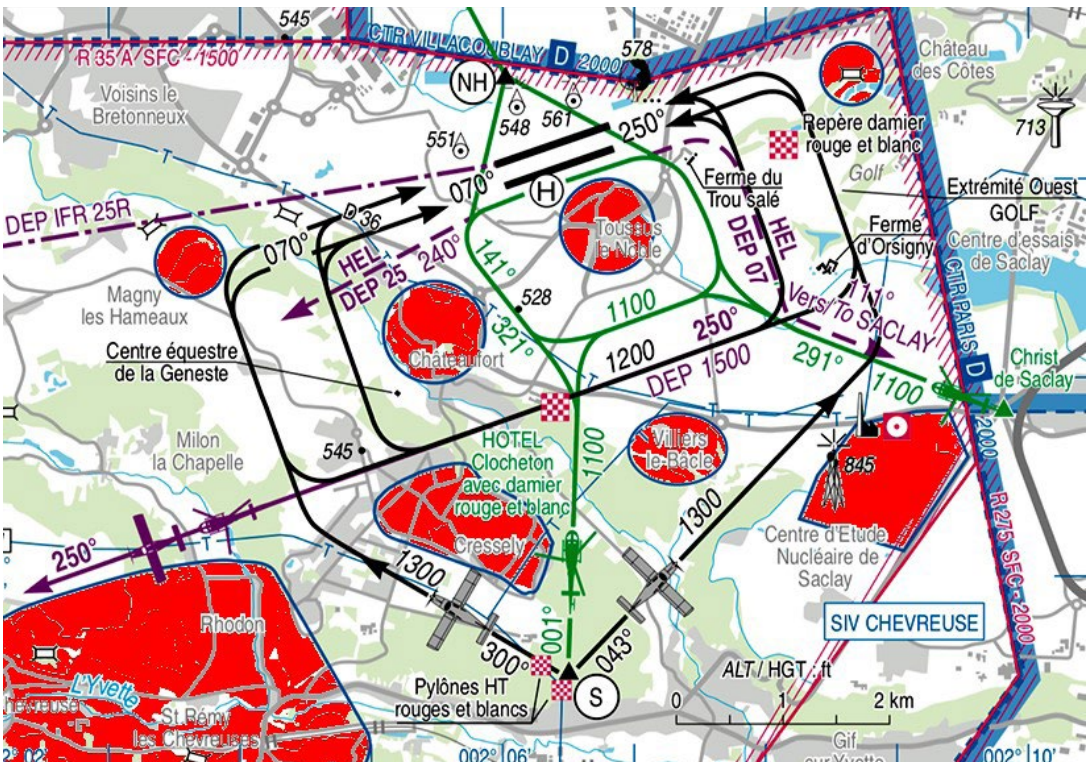 545
CTR VILLACOUBLAY D 2000
578
R 35 A SFC - 1500
Château
des Côtes
Voisins le
Bretonneux
NH
548
561
250°
713
551
Repère damier
rouge et blanc
070°
H
Ferme du
Trou salé
Golf
Extrémité Ouest
GOLF
DEP IFR 25R
D 36
070°
Toussus
le Noble
Ferme
d'Orsigny
Centre d'essais
de Saclay
HEL
DEP 25 240°
141°
HEL
DEP 07
111°
Vers/To SACLAY
CTR PARIS D 2000
Magny
les Hameaux
528
1100
321°
250°
Châteaufort
Centre équestre
de la Geneste
1200
DEP 1500
291°
1100
Christ
de Saclay
Milon
la Chapelle
545
HOTEL
Clocheton
avec damier
rouge et blanc
1100
Villiers
le Bâcle
845
1300
Centre d'Etude
Nucléaire de
Saclay
R 275 SFC - 2000
Cressely
250°
1300
SIV CHEVREUSE
Rhodon
001°
300°
043°
S
ALT / HGT : ft
Pylônes HT
rouges et blancs
0 1 2 km
L'Yvette
St Rémy
lès Chevreuse
H
Gif
sur Yvette
002°06'
002°10'